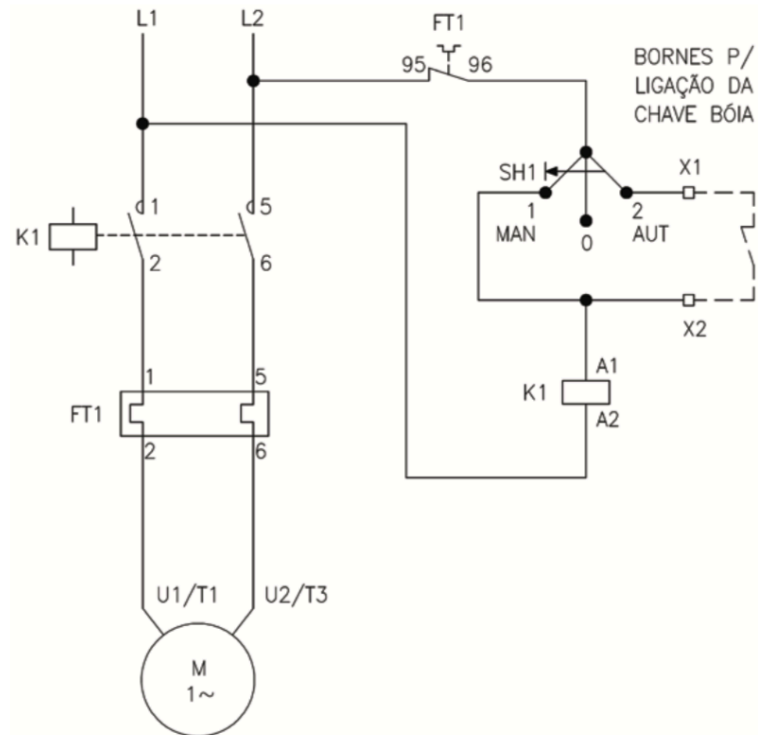 L1
L2
FT1
95
96
BORNES P/
LIGAÇÃO DA
CHAVE BÓIA
SH1
X1
1
2
MAN
0
AUT
X2
K1
1
5
2
6
A1
K1
A2
1
5
FT1
2
6
U1/T1
U2/T3
M
1~